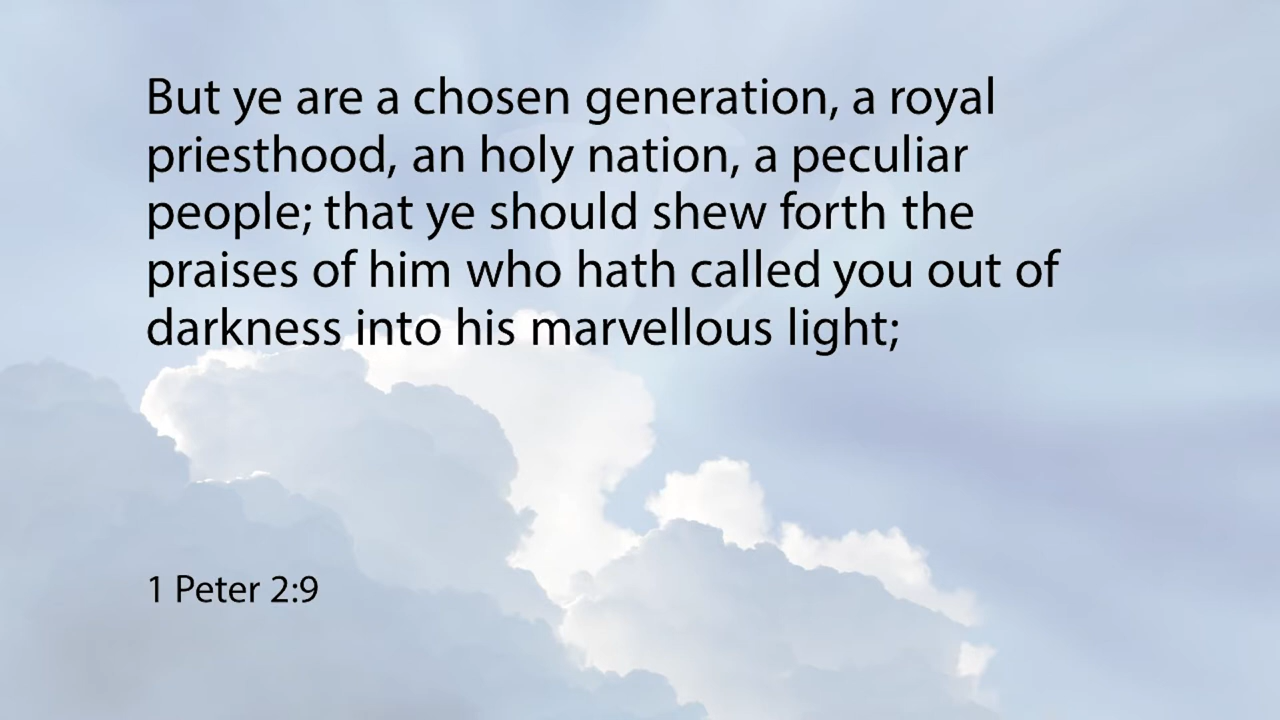 But ye are a chosen generation, a royal
priesthood, an holy nation, a peculiar
people; that ye should shew forth the
praises of him who hath called you out of
darkness into his marvellous light;
1 Peter 2:9